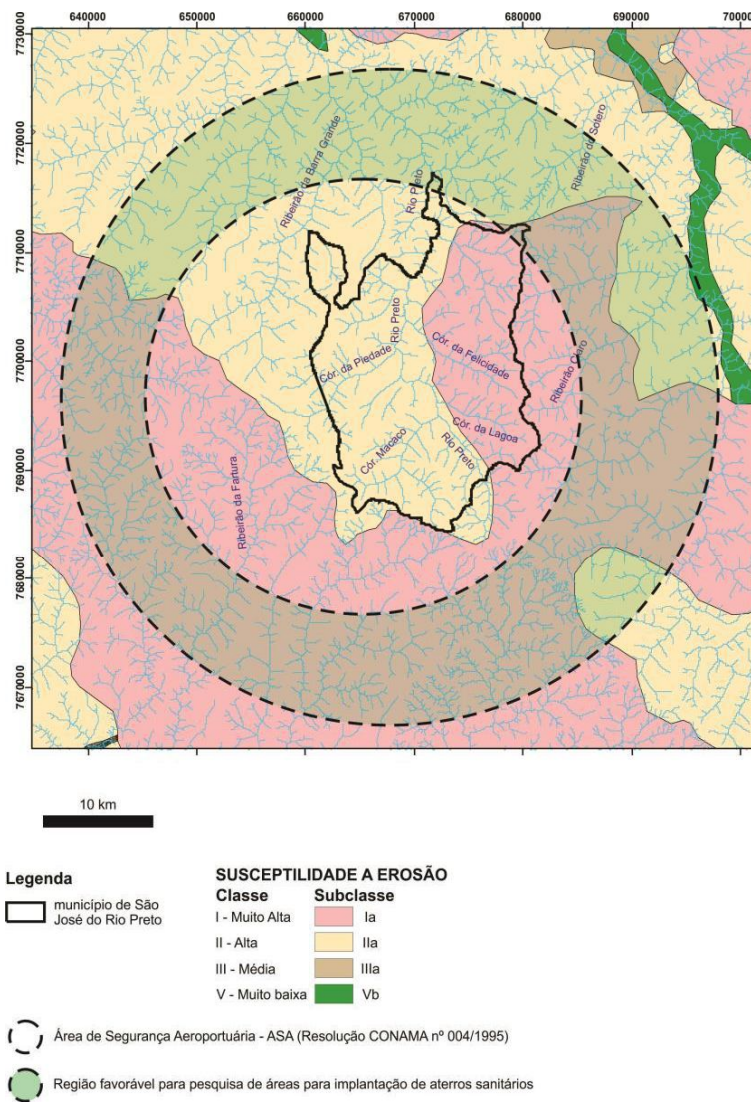 640000 650000 660000 670000 680000 690000 70000
7730000
7720000
7710000
7700000
7690000
7680000
7670000
Ribeirão da Barra Grande
Rio Preto
Ribeirão do Sotero
Rio Preto
Cór. da Piedade
Cór. da Felicidade
Ribeirão Claro
Cór. da Lagoa
Rio Preto
Cór. Macaco
Ribeirão da Fartura
10 km
Legenda
município de São
José do Rio Preto
SUSCEPTILIDADE A EROSÃO
Classe Subclasse
I - Muito Alta Ia
II - Alta IIa
III - Média IIIa
V - Muito baixa Vb
Área de Segurança Aeroportuária - ASA (Resolução CONAMA nº 004/1995)
Região favorável para pesquisa de áreas para implantação de aterros sanitários